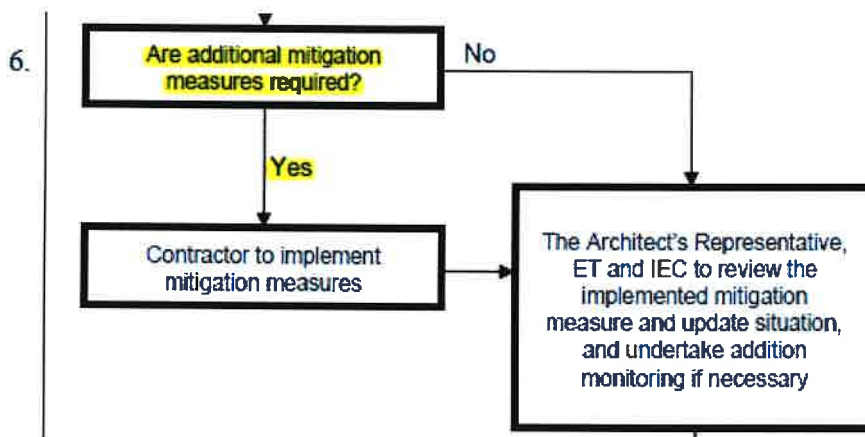 6.
Are additional mitigation
measures required?
No
Yes
Contractor to implement
mitigation measures
The Architect's Representative,
ET and IEC to review the
implemented mitigation
measure and update situation,
and undertake addition
monitoring if necessary